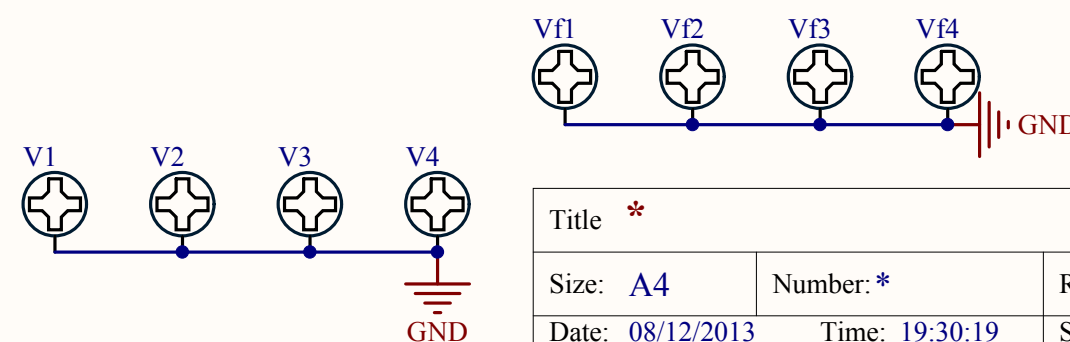 Vf1 Vf2 Vf3 Vf4
GND
V1 V2 V3 V4
GND
Title *
Size: A4 Number: * R
Date: 08/12/2013 Time: 19:30:19 S